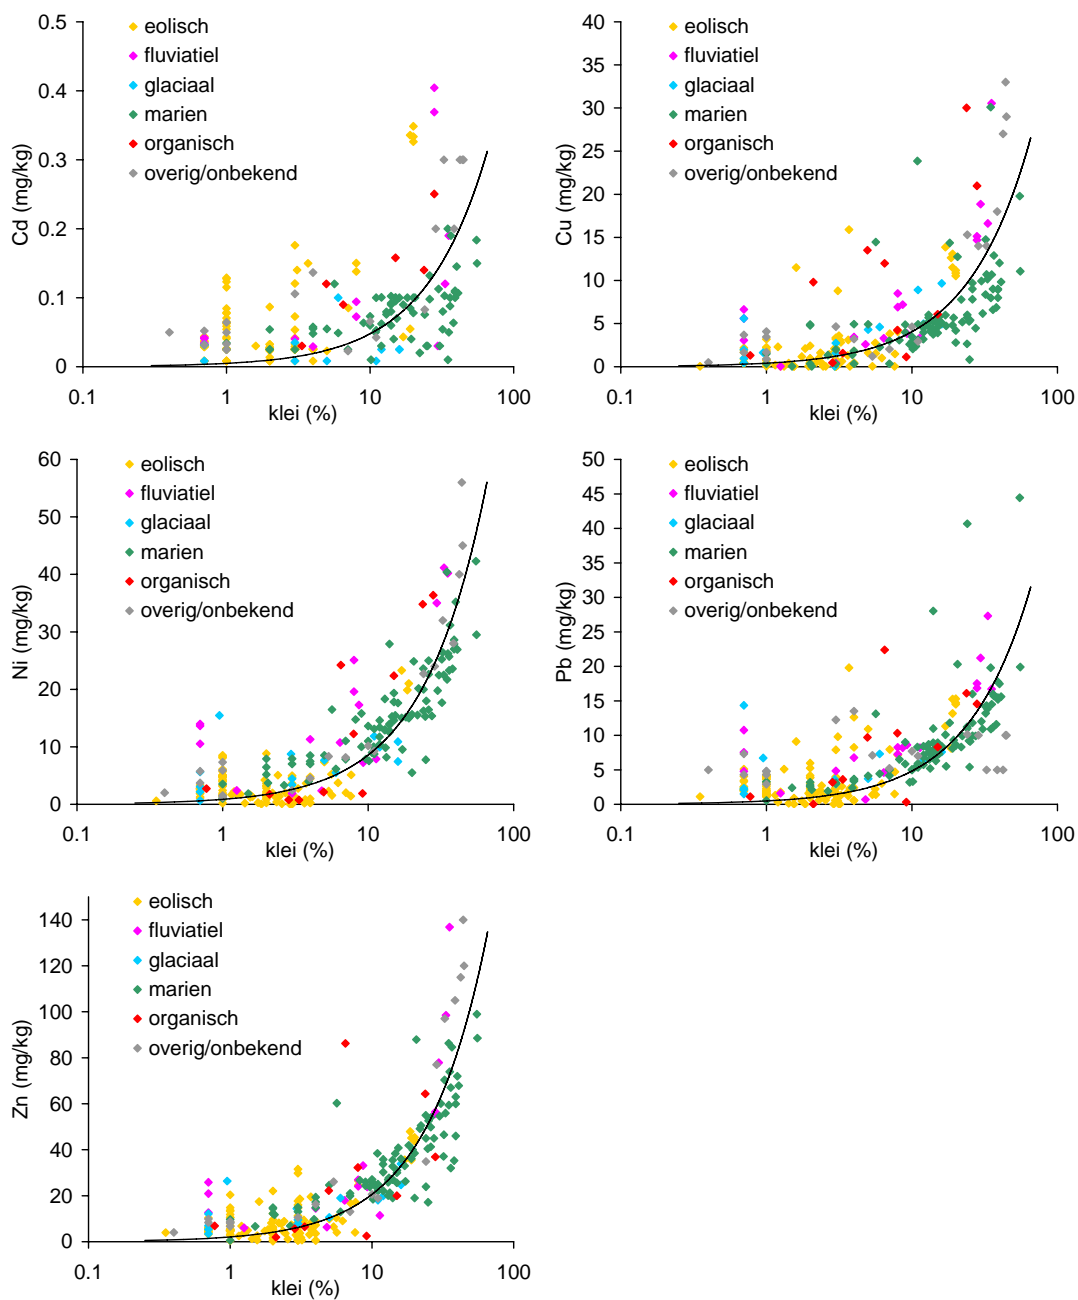 0.5
0.4
0.3
0.2
0.1
0
Cd (mg/kg)
eolisch
fluviatiel
glaciaal
marien
organisch
overig/onbekend
0.1 1 10 100
klei (%)
40
35
30
25
20
15
10
5
0
Cu (mg/kg)
eolisch
fluviatiel
glaciaal
marien
organisch
overig/onbekend
0.1 1 10 100
klei (%)
60
50
40
30
20
10
0
Ni (mg/kg)
eolisch
fluviatiel
glaciaal
marien
organisch
overig/onbekend
0.1 1 10 100
klei (%)
50
45
40
35
30
25
20
15
10
5
0
Pb (mg/kg)
eolisch
fluviatiel
glaciaal
marien
organisch
overig/onbekend
0.1 1 10 100
klei (%)
140
120
100
80
60
40
20
0
Zn (mg/kg)
eolisch
fluviatiel
glaciaal
marien
organisch
overig/onbekend
0.1 1 10 100
klei (%)